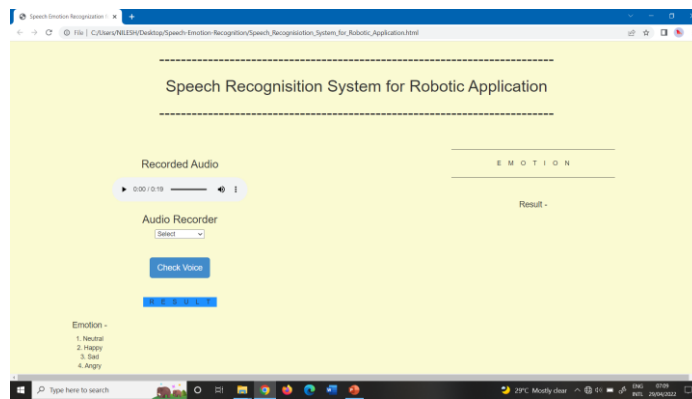 Speech Emotion Recognization
File | C:/Users/NILESH/Desktop/Speech-Emotion-Recognition/Speech_Recognisiotion_System_for_Robotic_Application.html
Speech Recognisition System for Robotic Application
Recorded Audio
0:00 / 0:19
Audio Recorder
Select
Check Voice
R E S U L T
Emotion -
1. Neutral
2. Happy
3. Sad
4. Angry
E M O T I O N
Result -
Type here to search
29°C Mostly clear
ENG
INTL
07:09
29/04/2022